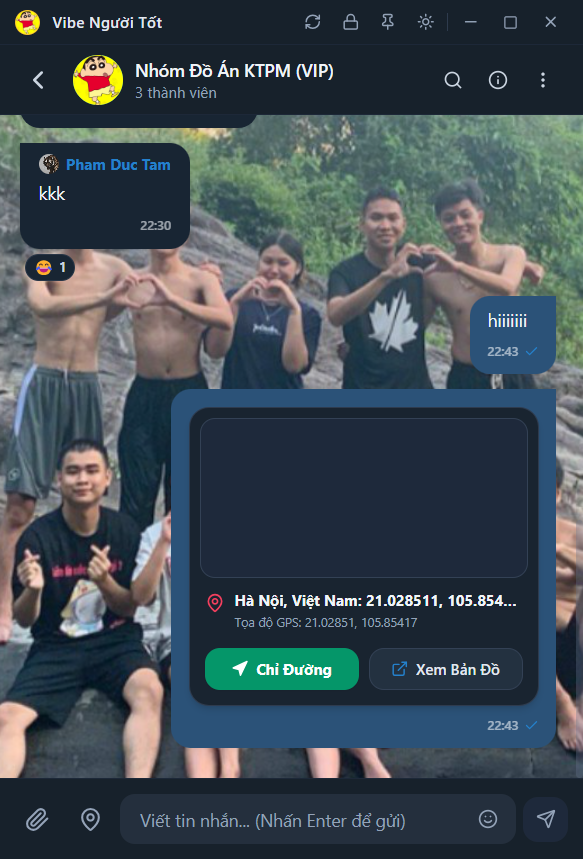 Vibe Người Tốt
Nhóm Đồ Án KTPM (VIP)
3 thành viên
Pham Duc Tam
kkk
22:30
😂 1
hiiiiiii
22:43 ✓
Hà Nội, Việt Nam: 21.028511, 105.854...
Tọa độ GPS: 21.02851, 105.85417
Chỉ Đường
Xem Bản Đồ
22:43 ✓
Viết tin nhắn... (Nhấn Enter để gửi)